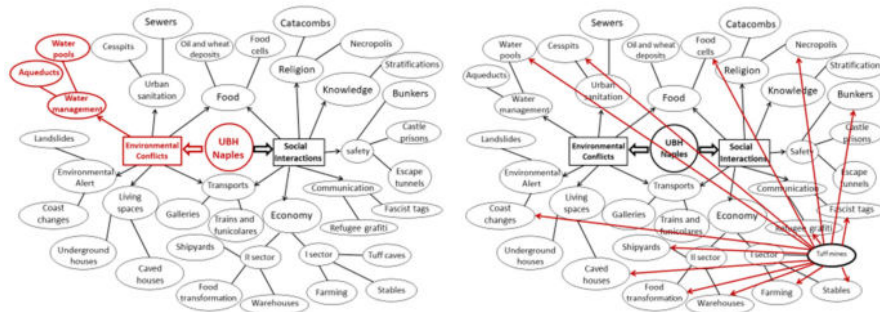 Sewers
Catacombs
Water
pools
Cesspits
Oil and wheat
deposits
Food
cells
Necropolis
Religion
Stratifications
Aqueducts
Urban
sanitation
Food
Knowledge
Bunkers
Water
management
Landslides
Environmental
Conflicts
UBH
Naples
Social
Interactions
safety
Castle
prisons
Environmental
Alert
Transports
Communication
Escape
tunnels
Coast
changes
Living
spaces
Galleries
Trains and
funicolares
Economy
Fascist tags
Refugee grafiti
Underground
houses
Shipyards
II sector
I sector
Tuff caves
Caved
houses
Food
transformation
Warehouses
Farming
Stables
Sewers
Catacombs
Water
pools
Cesspits
Oil and wheat
deposits
Food
cells
Necropolis
Religion
Stratifications
Aqueducts
Urban
sanitation
Food
Knowledge
Bunkers
Water
management
Landslides
Environmental
Conflicts
UBH
Naples
Social
Interactions
Safety
Castle
prisons
Environmental
Alert
Transports
Communication
Escape
tunnels
Coast
changes
Living
spaces
Galleries
Trains and
funicolares
Economy
Fascist tags
Refugee grafiti
Underground
houses
Shipyards
II sector
I sector
Tuff mines
Caved
houses
Food
transformation
Warehouses
Farming
Stables